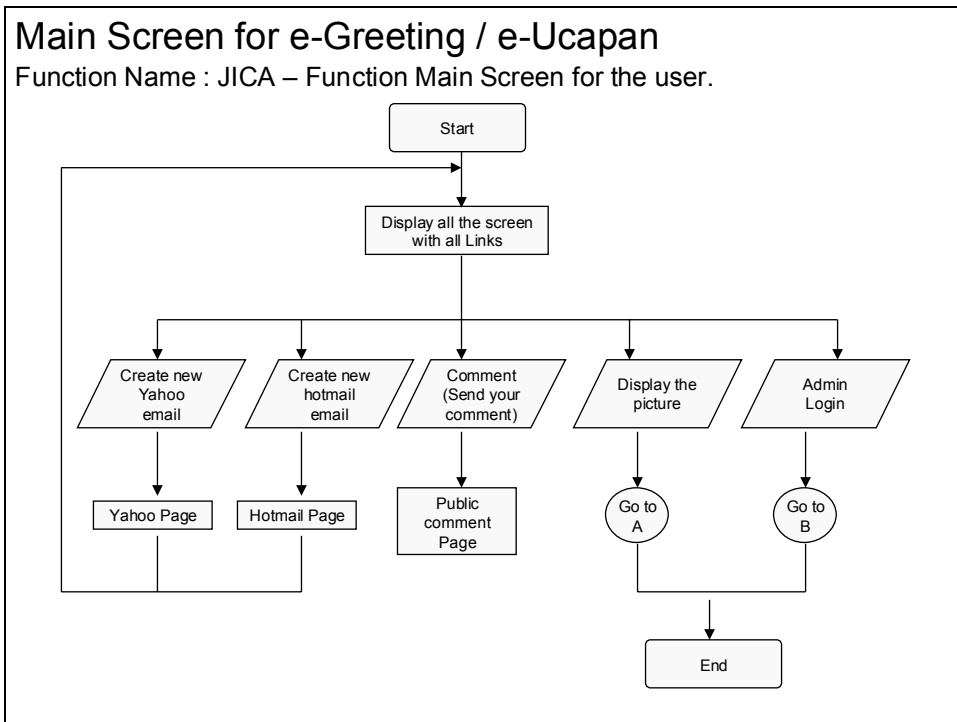 Main Screen for e-Greeting / e-Ucapan
Function Name : JICA – Function Main Screen for the user.
Start
Display all the screen
with all Links
Create new
Yahoo
email
Create new
hotmail
email
Comment
(Send your
comment)
Display the
picture
Admin
Login
Yahoo Page
Hotmail Page
Public
comment
Page
Go to
A
Go to
B
End